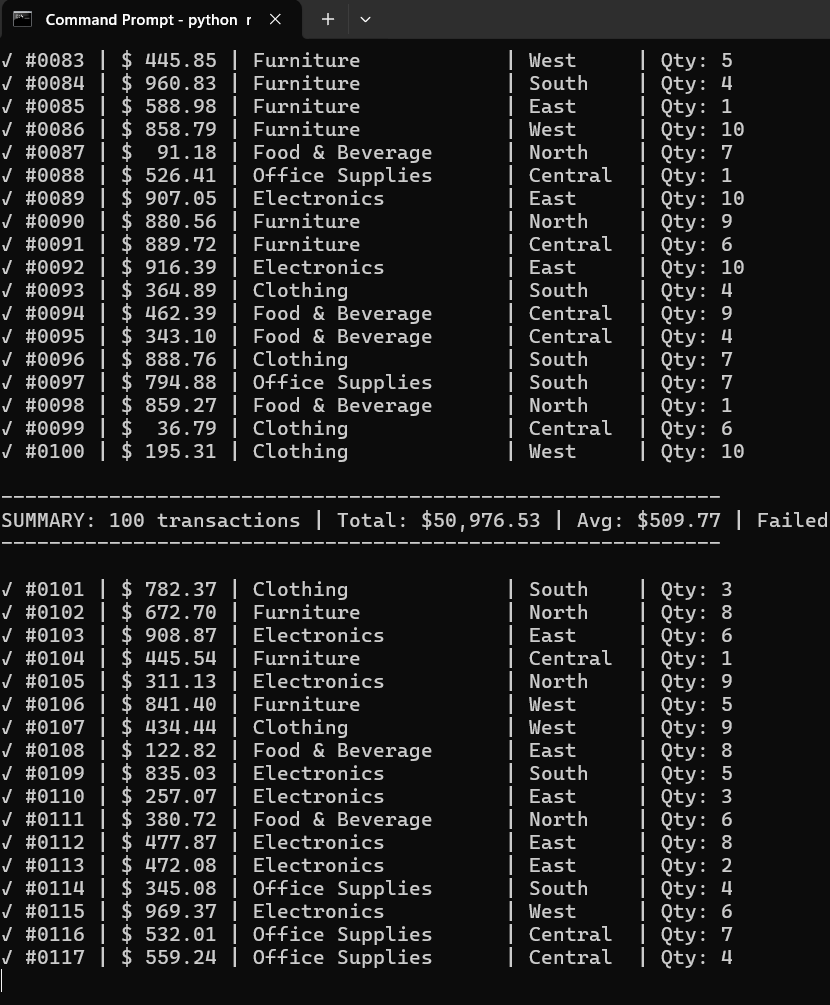 Command Prompt - python r
√ #0083 | $ 445.85 | Furniture            | West     | Qty: 5
√ #0084 | $ 960.83 | Furniture            | South    | Qty: 4
√ #0085 | $ 588.98 | Furniture            | East     | Qty: 1
√ #0086 | $ 858.79 | Furniture            | West     | Qty: 10
√ #0087 | $  91.18 | Food & Beverage      | North    | Qty: 7
√ #0088 | $ 526.41 | Office Supplies      | Central  | Qty: 1
√ #0089 | $ 907.05 | Electronics          | East     | Qty: 10
√ #0090 | $ 880.56 | Furniture            | North    | Qty: 9
√ #0091 | $ 889.72 | Furniture            | Central  | Qty: 6
√ #0092 | $ 916.39 | Electronics          | East     | Qty: 10
√ #0093 | $ 364.89 | Clothing             | South    | Qty: 4
√ #0094 | $ 462.39 | Food & Beverage      | Central  | Qty: 9
√ #0095 | $ 343.10 | Food & Beverage      | Central  | Qty: 4
√ #0096 | $ 888.76 | Clothing             | South    | Qty: 7
√ #0097 | $ 794.88 | Office Supplies      | South    | Qty: 7
√ #0098 | $ 859.27 | Food & Beverage      | North    | Qty: 1
√ #0099 | $  36.79 | Clothing             | Central  | Qty: 6
√ #0100 | $ 195.31 | Clothing             | West     | Qty: 10
------------------------------------------------------------
SUMMARY: 100 transactions | Total: $50,976.53 | Avg: $509.77 | Failed
------------------------------------------------------------
√ #0101 | $ 782.37 | Clothing             | South    | Qty: 3
√ #0102 | $ 672.70 | Furniture            | North    | Qty: 8
√ #0103 | $ 908.87 | Electronics          | East     | Qty: 6
√ #0104 | $ 445.54 | Furniture            | Central  | Qty: 1
√ #0105 | $ 311.13 | Electronics          | North    | Qty: 9
√ #0106 | $ 841.40 | Furniture            | West     | Qty: 5
√ #0107 | $ 434.44 | Clothing             | West     | Qty: 9
√ #0108 | $ 122.82 | Food & Beverage      | East     | Qty: 8
√ #0109 | $ 835.03 | Electronics          | South    | Qty: 5
√ #0110 | $ 257.07 | Electronics          | East     | Qty: 3
√ #0111 | $ 380.72 | Food & Beverage      | North    | Qty: 6
√ #0112 | $ 477.87 | Electronics          | East     | Qty: 8
√ #0113 | $ 472.08 | Electronics          | East     | Qty: 2
√ #0114 | $ 345.08 | Office Supplies      | South    | Qty: 4
√ #0115 | $ 969.37 | Electronics          | West     | Qty: 6
√ #0116 | $ 532.01 | Office Supplies      | Central  | Qty: 7
√ #0117 | $ 559.24 | Office Supplies      | Central  | Qty: 4